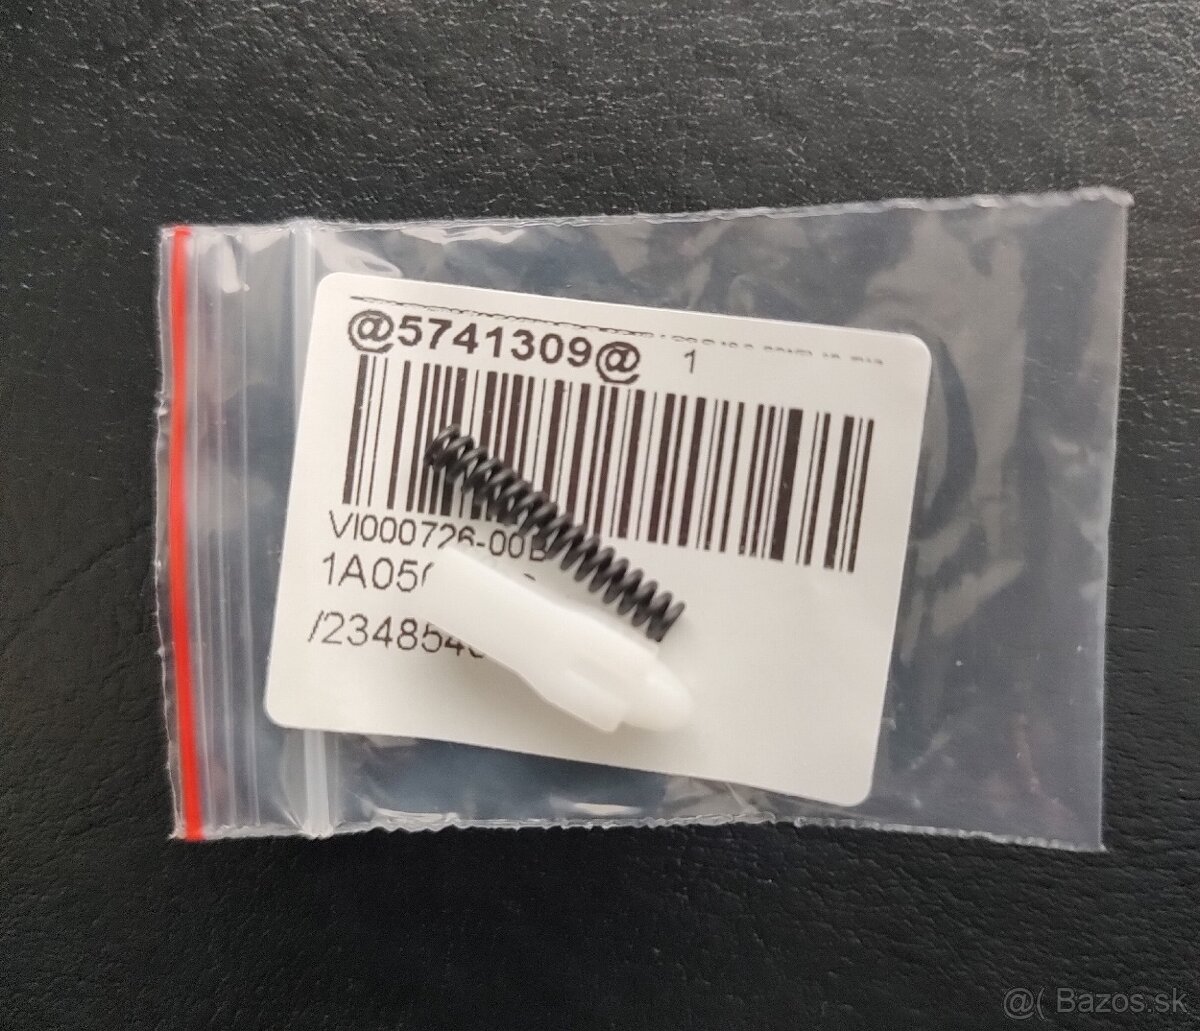 @5741309@ 1
VI000726-00B
1A05
/234854
@( Bazos.sk